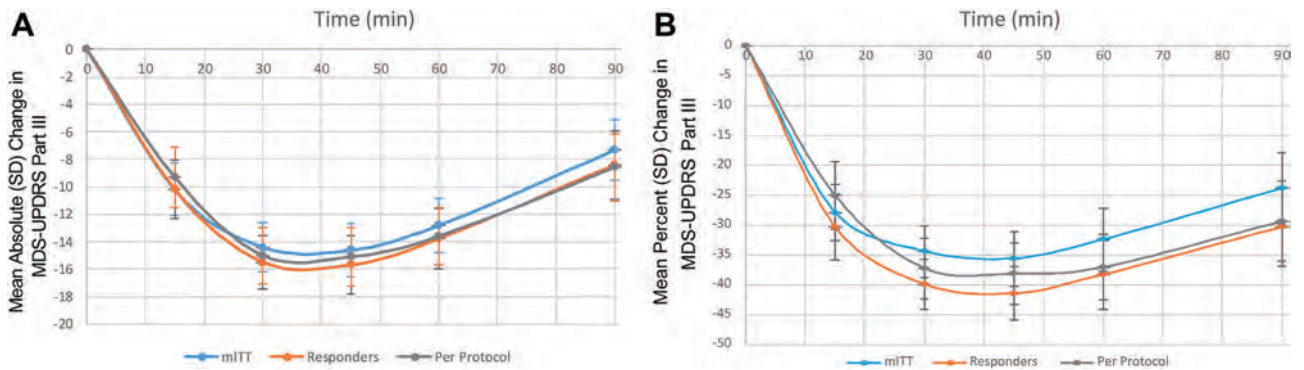 A
Time (min)
0
0 10 20 30 40 50 60 70 80 90
-2
-4
-6
-8
-10
-12
-14
-16
-18
-20
Mean Absolute (SD) Change in
MDS-UPDRS Part III
mITT Responders Per Protocol
B
Time (min)
0
0 10 20 30 40 50 60 70 80 90
-5
-10
-15
-20
-25
-30
-35
-40
-45
-50
Mean Percent (SD) Change in
MDS-UPDRS Part III
mITT Responders Per Protocol